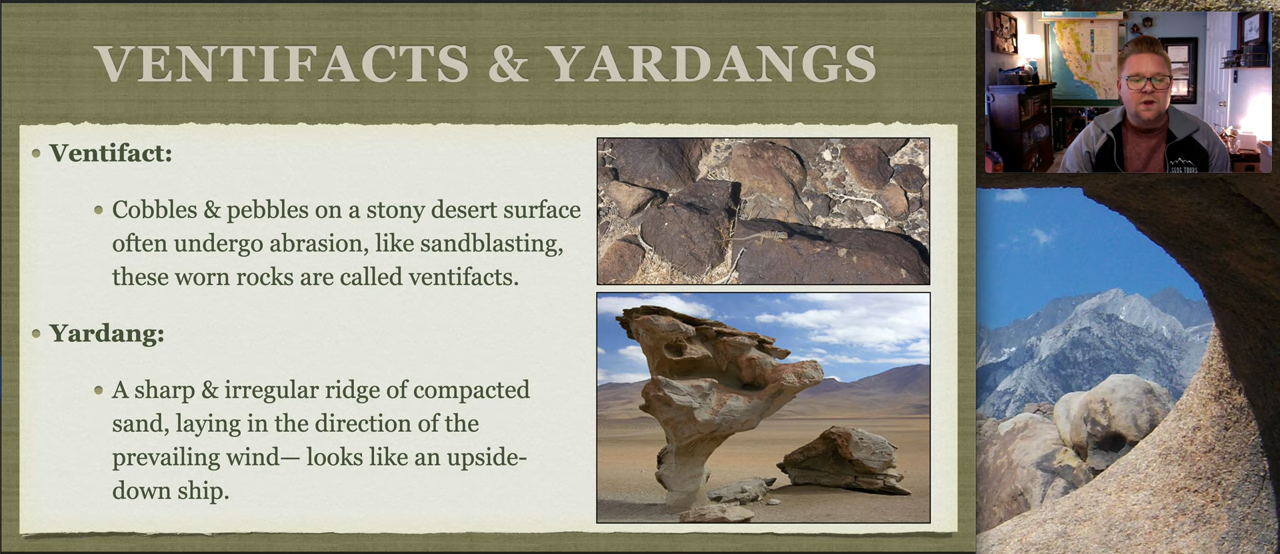 VENTIFACTS & YARDANGS
• Ventifact:
• Cobbles & pebbles on a stony desert surface
often undergo abrasion, like sandblasting,
these worn rocks are called ventifacts.
• Yardang:
• A sharp & irregular ridge of compacted
sand, laying in the direction of the
prevailing wind— looks like an upside-
down ship.